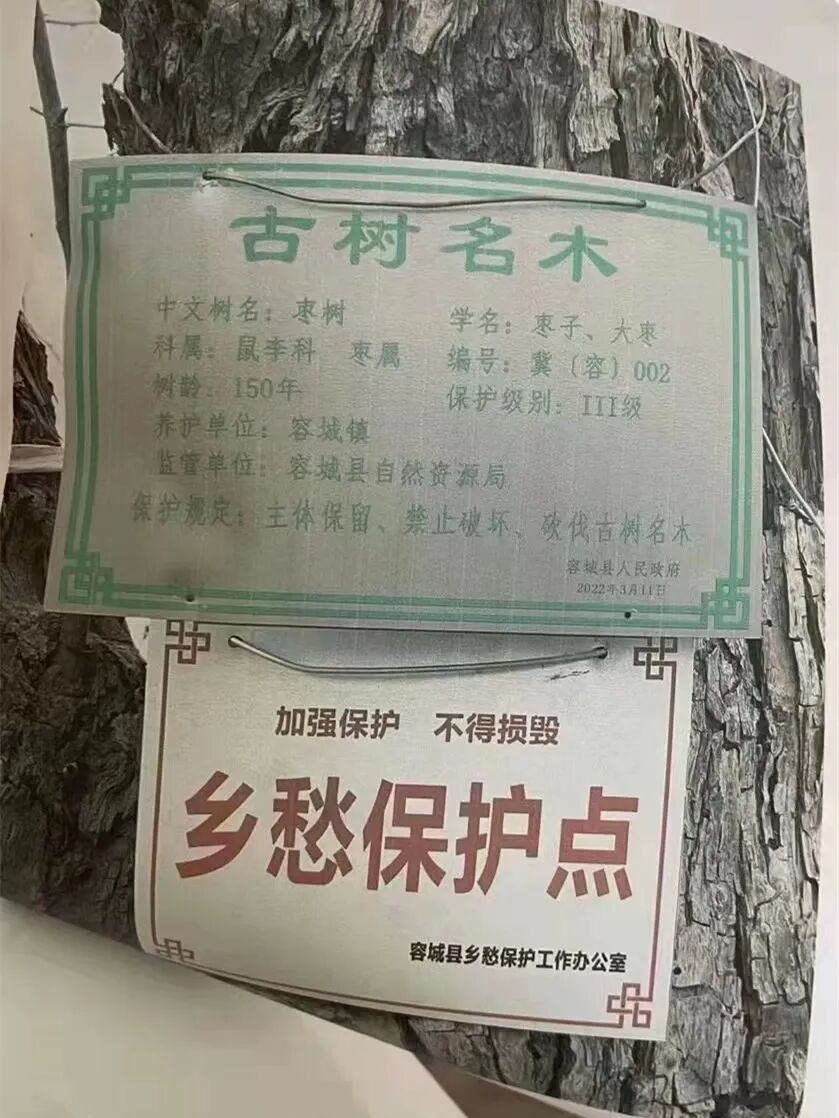 古树名木
中文树名：枣树 学名：枣子、大枣
科属：鼠李科 枣属 编号：冀（容）002
树龄：150年 保护级别：III级
养护单位：容城镇
监管单位：容城县自然资源局
保护规定：主体保留、禁止破坏、砍伐古树名木
容城县人民政府
2022年3月11日
加强保护 不得损毁
乡愁保护点
容城县乡愁保护工作办公室